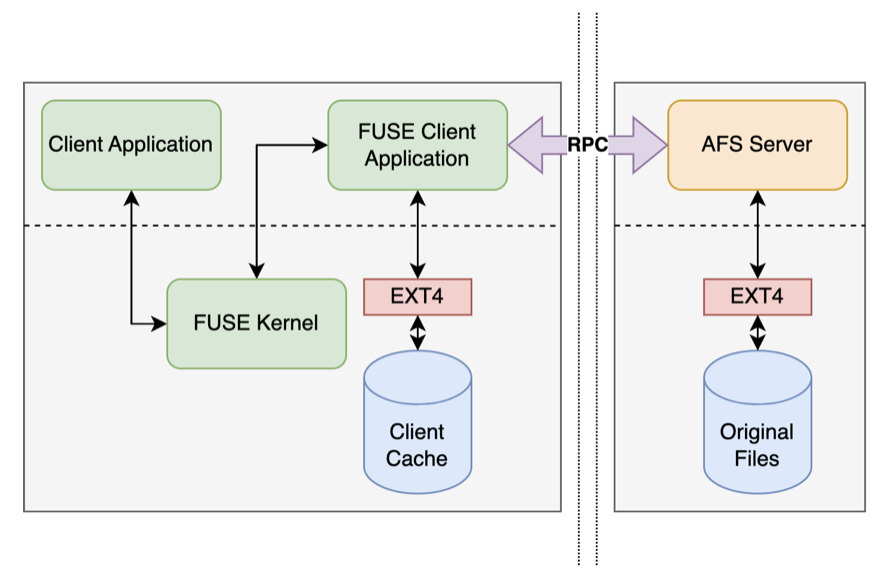 Client Application
FUSE Client
Application
RPC
AFS Server
FUSE Kernel
EXT4
EXT4
Client
Cache
Original
Files